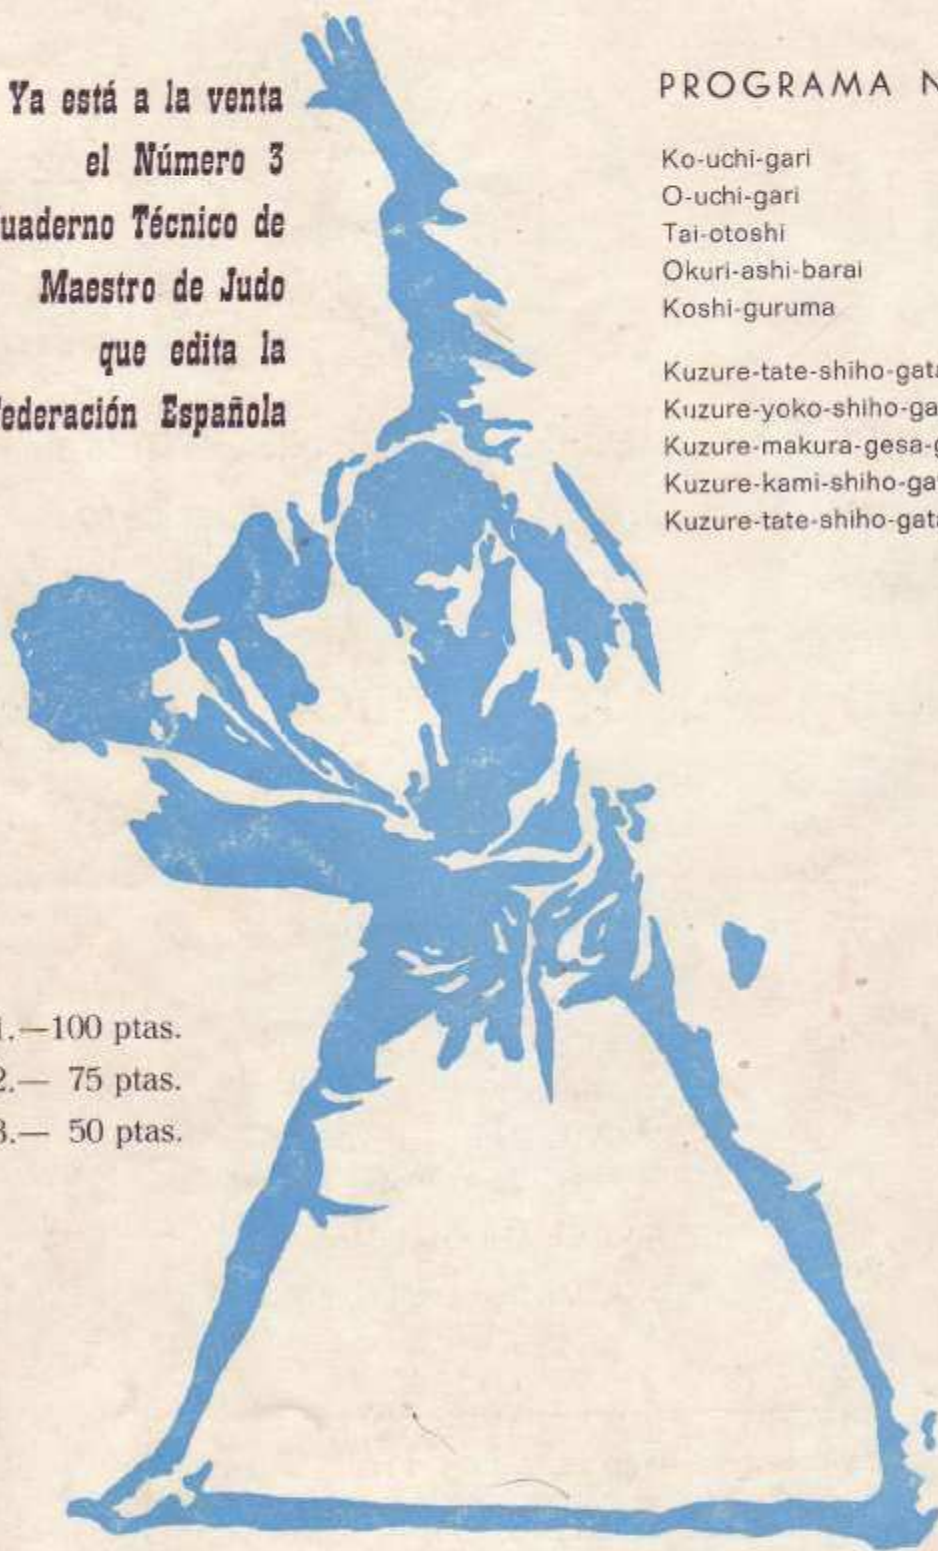 Ya está a la venta
el Número 3
uaderno Técnico de
Maestro de Judo
que edita la
ederación Española
PROGRAMA N
Ko-uchi-gari
O-uchi-gari
Tai-otoshi
Okuri-ashi-barai
Koshi-guruma
Kuzure-tate-shiho-gata
Kuzure-yoko-shiho-ga
Kuzure-makura-gesa-g
Kuzure-kami-shiho-ga
Kuzure-tate-shiho-gata
1.—100 ptas.
2.— 75 ptas.
3.— 50 ptas.